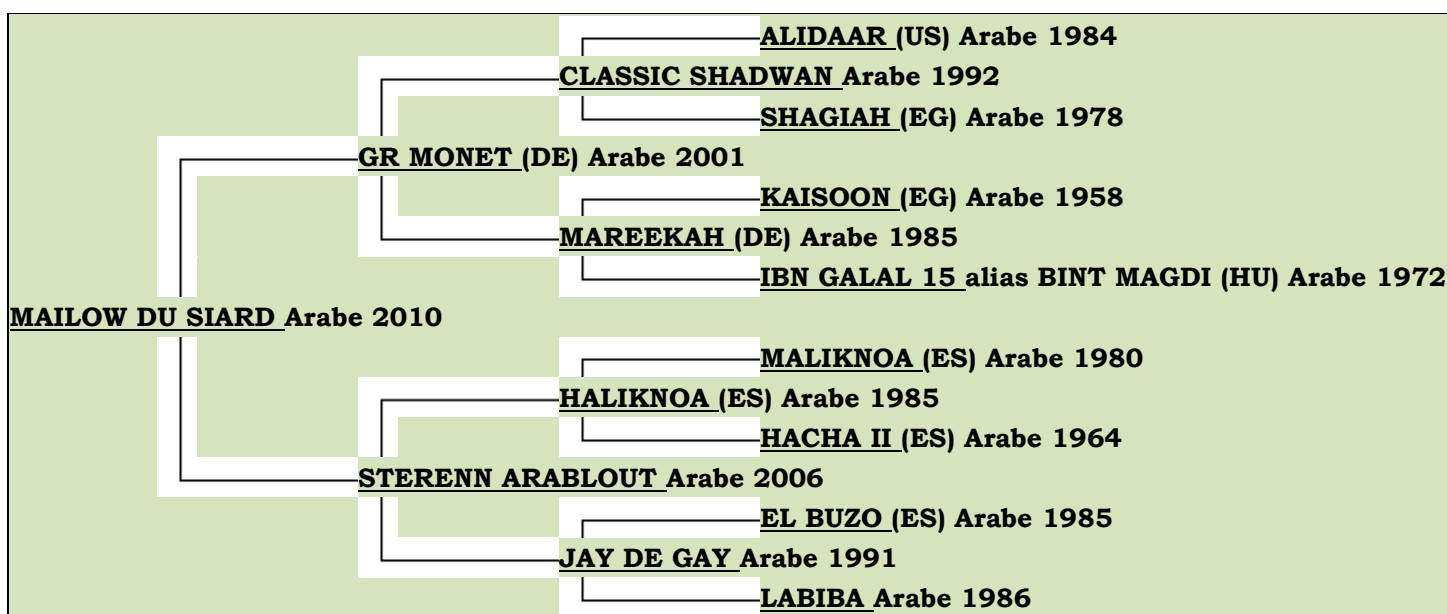 ALIDAAR (US) Arabe 1984
CLASSIC SHADWAN Arabe 1992
SHAGIAH (EG) Arabe 1978
GR MONET (DE) Arabe 2001
KAISOON (EG) Arabe 1958
MAREEKAH (DE) Arabe 1985
IBN GALAL 15 alias BINT MAGDI (HU) Arabe 1972
MAILOW DU SIARD Arabe 2010
MALIKNOA (ES) Arabe 1980
HALIKNOA (ES) Arabe 1985
HACHA II (ES) Arabe 1964
STERENN ARABLOUT Arabe 2006
EL BUZO (ES) Arabe 1985
JAY DE GAY Arabe 1991
LABIBA Arabe 1986